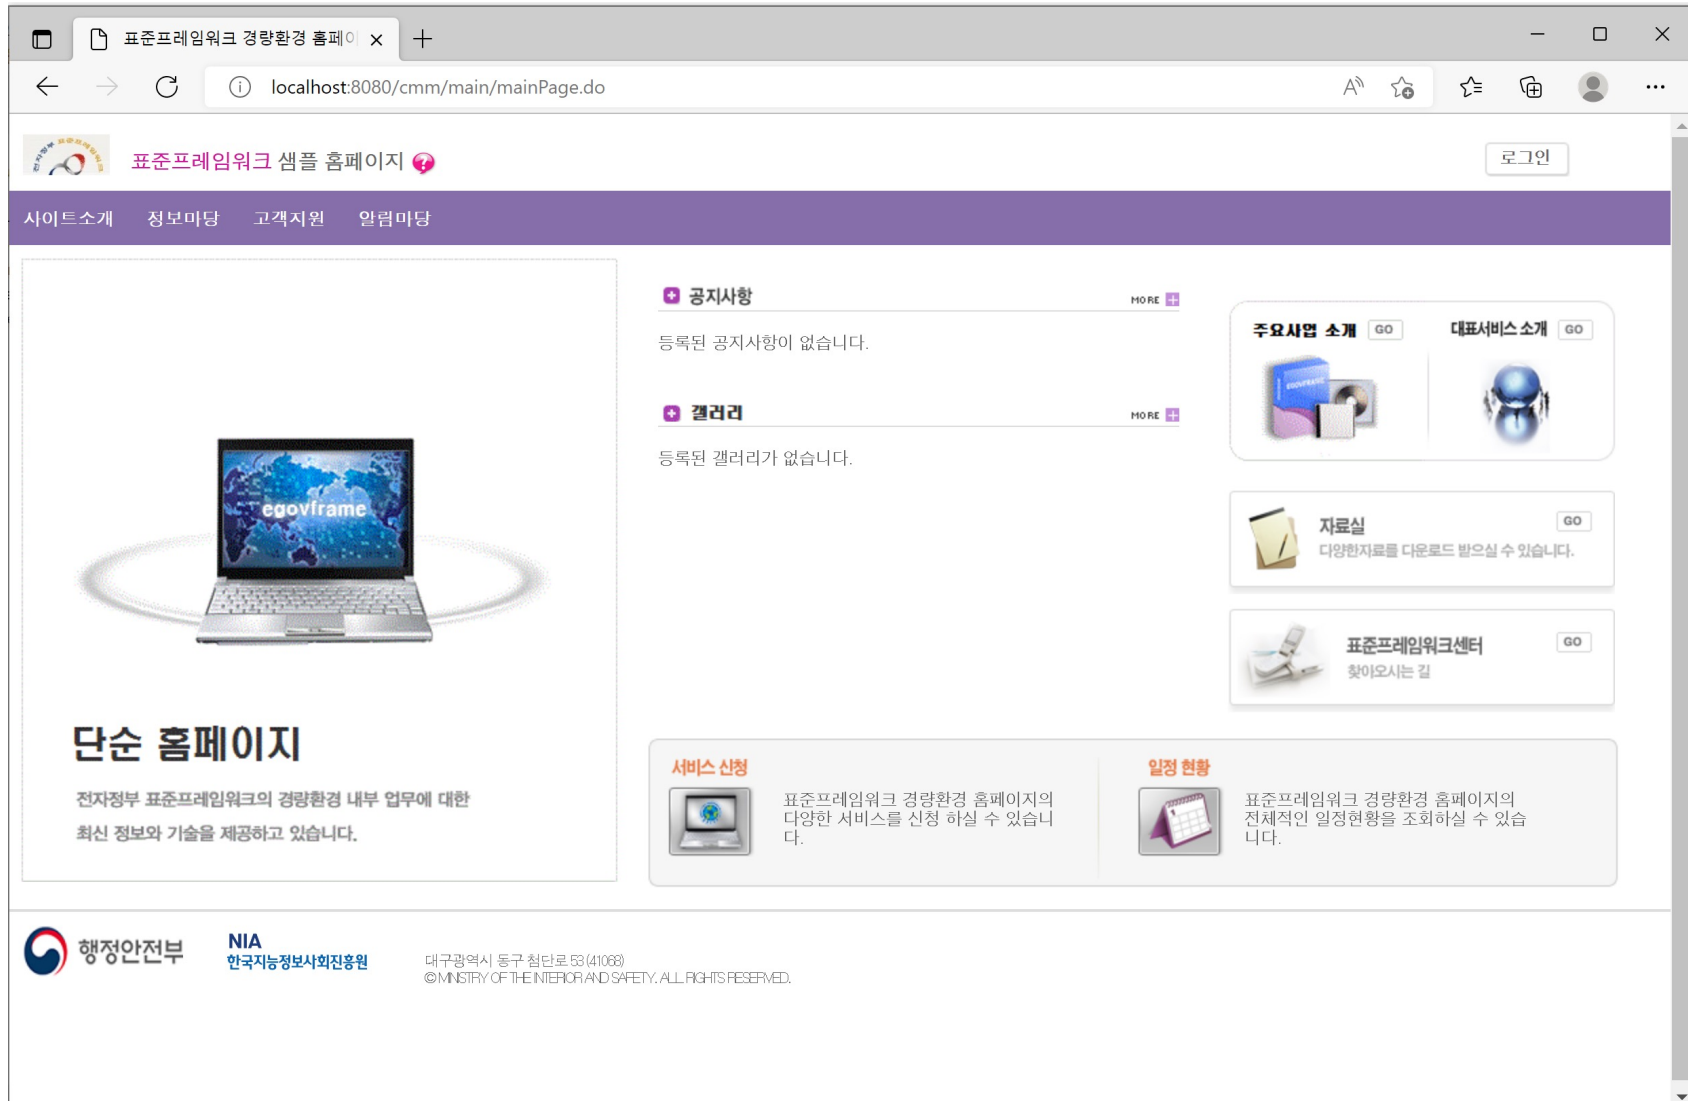 표준프레임워크 경량환경 홈페이
localhost:8080/cmm/main/mainPage.do
전자정부 표준프레임워크
표준프레임워크 샘플 홈페이지
로그인
사이트소개 정보마당 고객지원 알림마당
egovframe
단순 홈페이지
전자정부 표준프레임워크의 경량환경 내부 업무에 대한
최신 정보와 기술을 제공하고 있습니다.
공지사항 MORE
등록된 공지사항이 없습니다.
갤러리 MORE
등록된 갤러리가 없습니다.
주요사업 소개 GO 대표서비스 소개 GO
EGOVFRAME
자료실 GO
다양한자료를 다운로드 받으실 수 있습니다.
표준프레임워크센터 GO
찾아오시는 길
서비스 신청
표준프레임워크 경량환경 홈페이지의
다양한 서비스를 신청 하실 수 있습니
다.
일정 현황
표준프레임워크 경량환경 홈페이지의
전체적인 일정현황을 조회하실 수 있습
니다.
행정안전부
NIA
한국지능정보사회진흥원
대구광역시 동구 첨단로 53 (41068)
© MINISTRY OF THE INTERIOR AND SAFETY. ALL RIGHTS RESERVED.